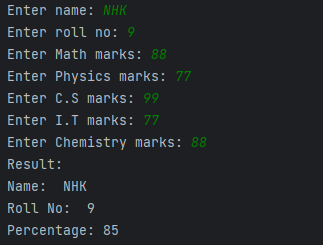 Enter name: NHK
Enter roll no: 9
Enter Math marks: 88
Enter Physics marks: 77
Enter C.S marks: 99
Enter I.T marks: 77
Enter Chemistry marks: 88
Result:
Name:  NHK
Roll No:  9
Percentage: 85